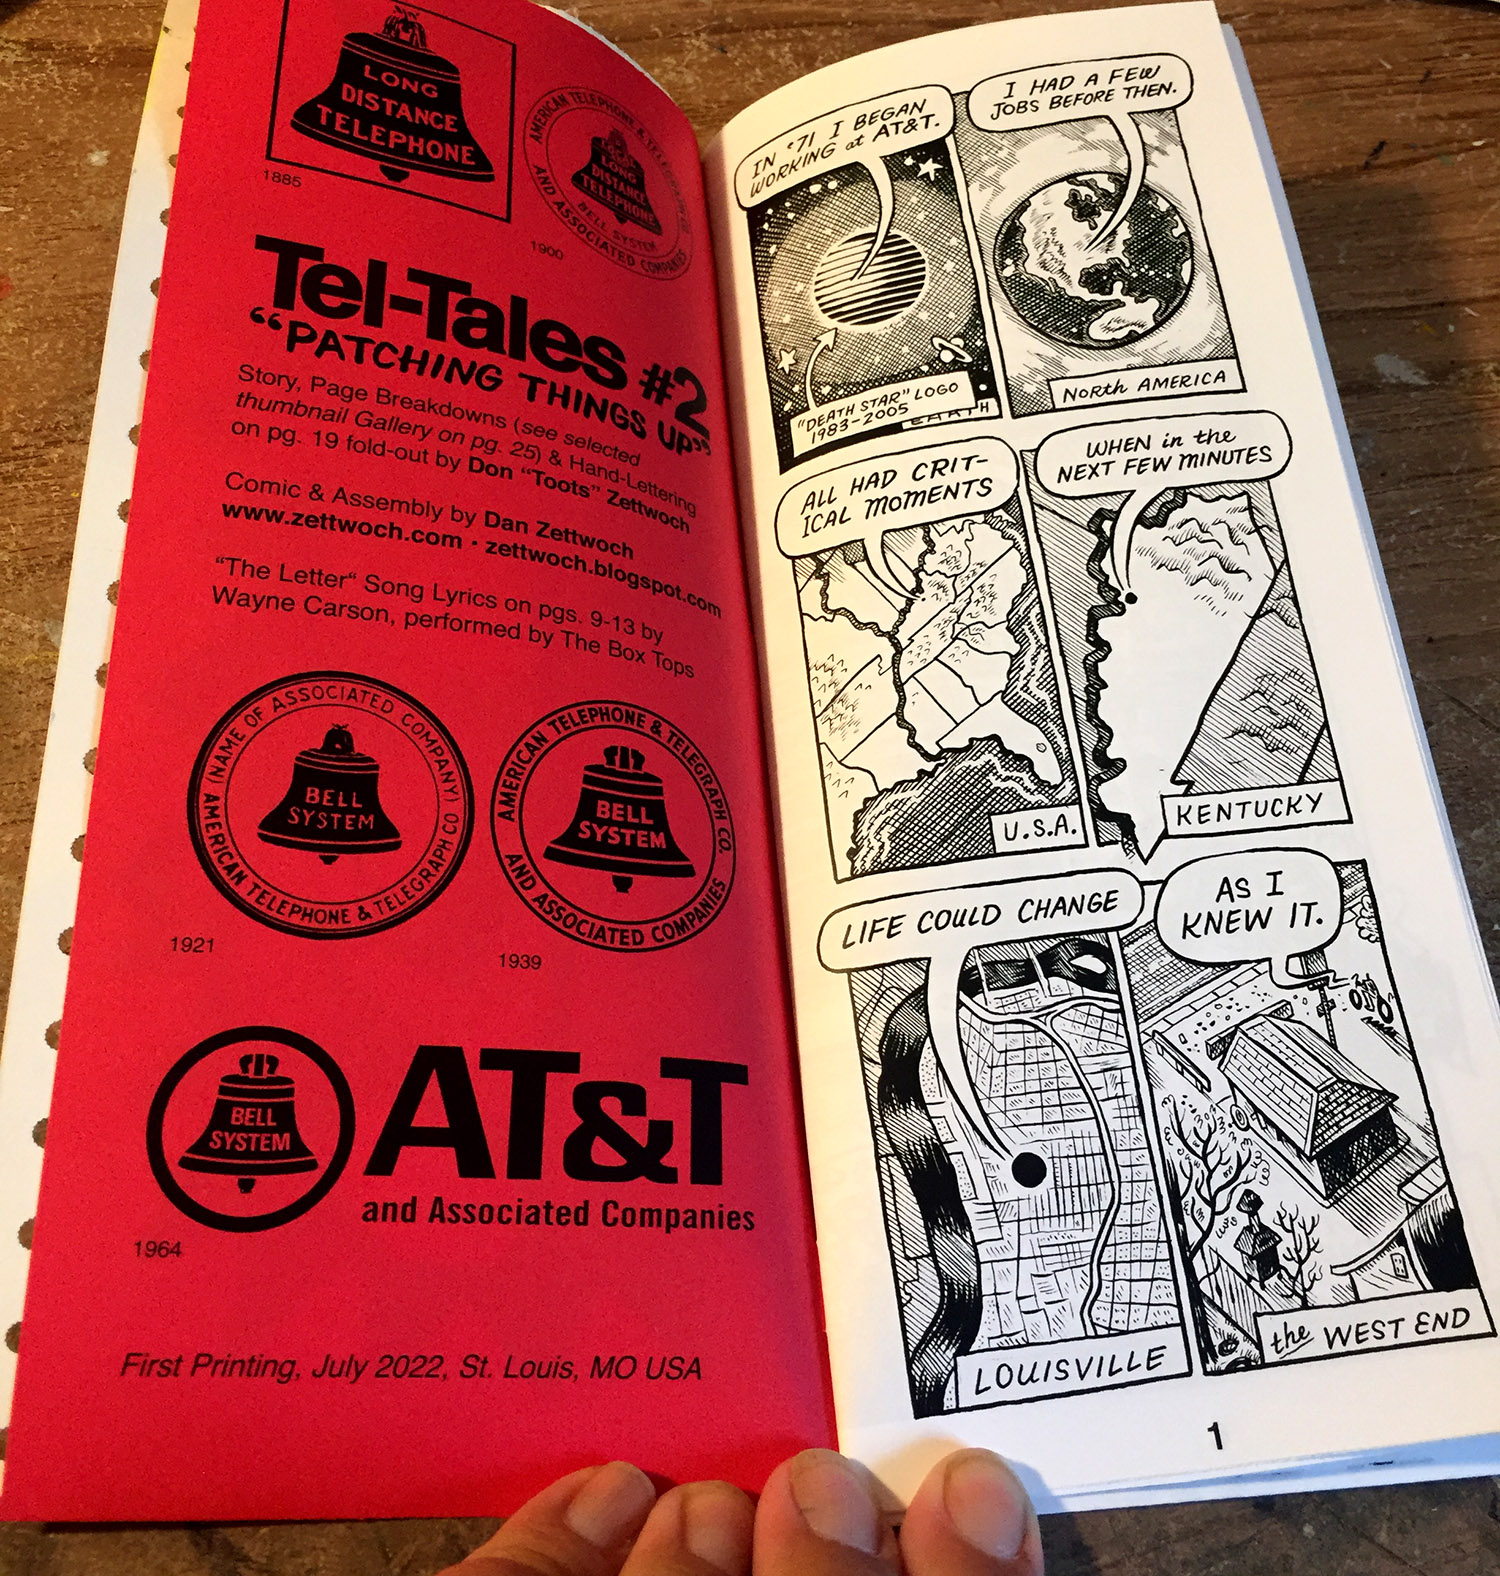 LONG
DISTANCE
TELEPHONE
1885
AMERICAN TELEPHONE & TELEGRAPH CO.
AND ASSOCIATED COMPANIES
LOCAL
LONG
DISTANCE
TELEPHONE
BELL SYSTEM
1900
Tel-Tales #2
“PATCHING THINGS UP”
Story, Page Breakdowns (see selected
thumbnail Gallery on pg. 25) & Hand-Lettering
on pg. 19 fold-out by Don “Toots” Zettwoch
Comic & Assembly by Dan Zettwoch
www.zettwoch.com • zettwoch.blogspot.com
“The Letter“ Song Lyrics on pgs. 9-13 by
Wayne Carson, performed by The Box Tops
(NAME OF ASSOCIATED COMPANY)
AMERICAN TELEPHONE & TELEGRAPH CO
BELL
SYSTEM
1921
AMERICAN TELEPHONE & TELEGRAPH CO.
AND ASSOCIATED COMPANIES
BELL
SYSTEM
1939
BELL
SYSTEM
AT&T
and Associated Companies
1964
First Printing, July 2022, St. Louis, MO USA
IN '71 I BEGAN
WORKING at AT&T.
"DEATH STAR" LOGO
1983-2005
EARTH
I HAD A FEW
JOBS BEFORE THEN.
NORth AMERICA
ALL HAD CRIT-
ICAL MOMENTS
U.S.A.
WHEN in the
NEXT FEW MINUTES
KENTUCKY
LIFE COULD CHANGE
LOUISVILLE
AS I
KNEW IT.
the WEST END
1